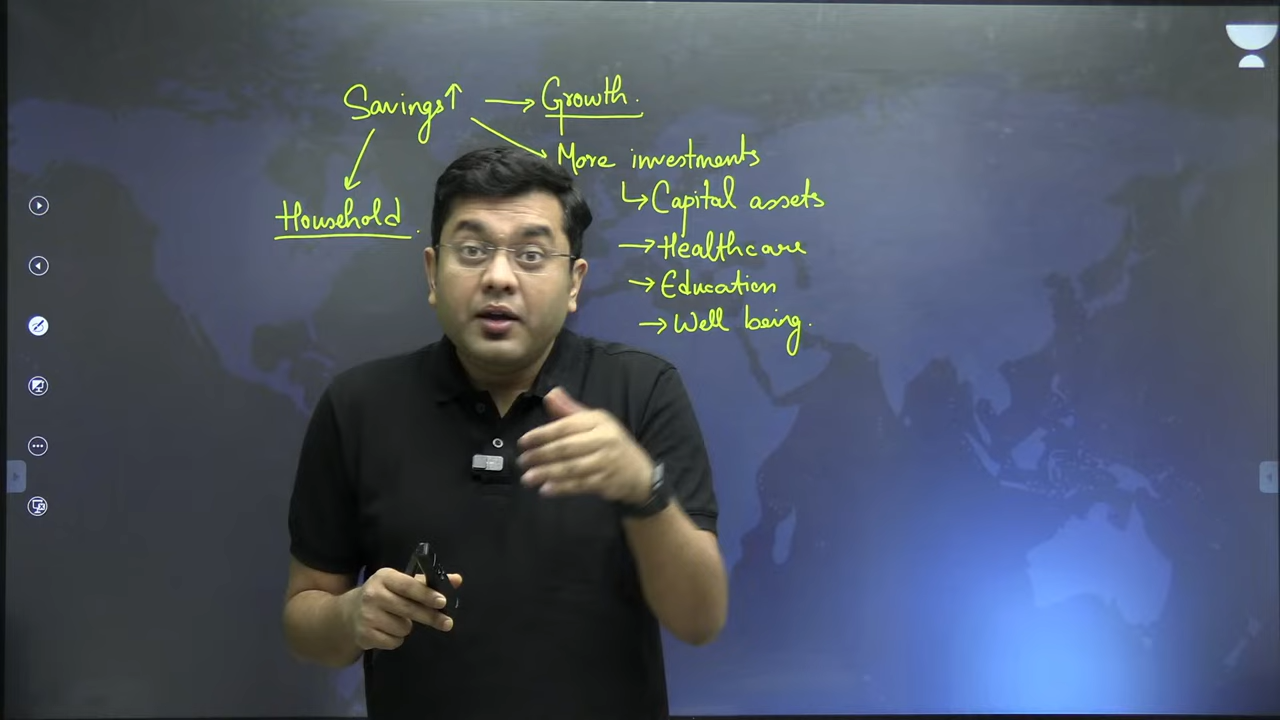 Savings↑ → Growth.
More investments
↳ Capital assets
Household.
→ Healthcare
→ Education
→ Well being.